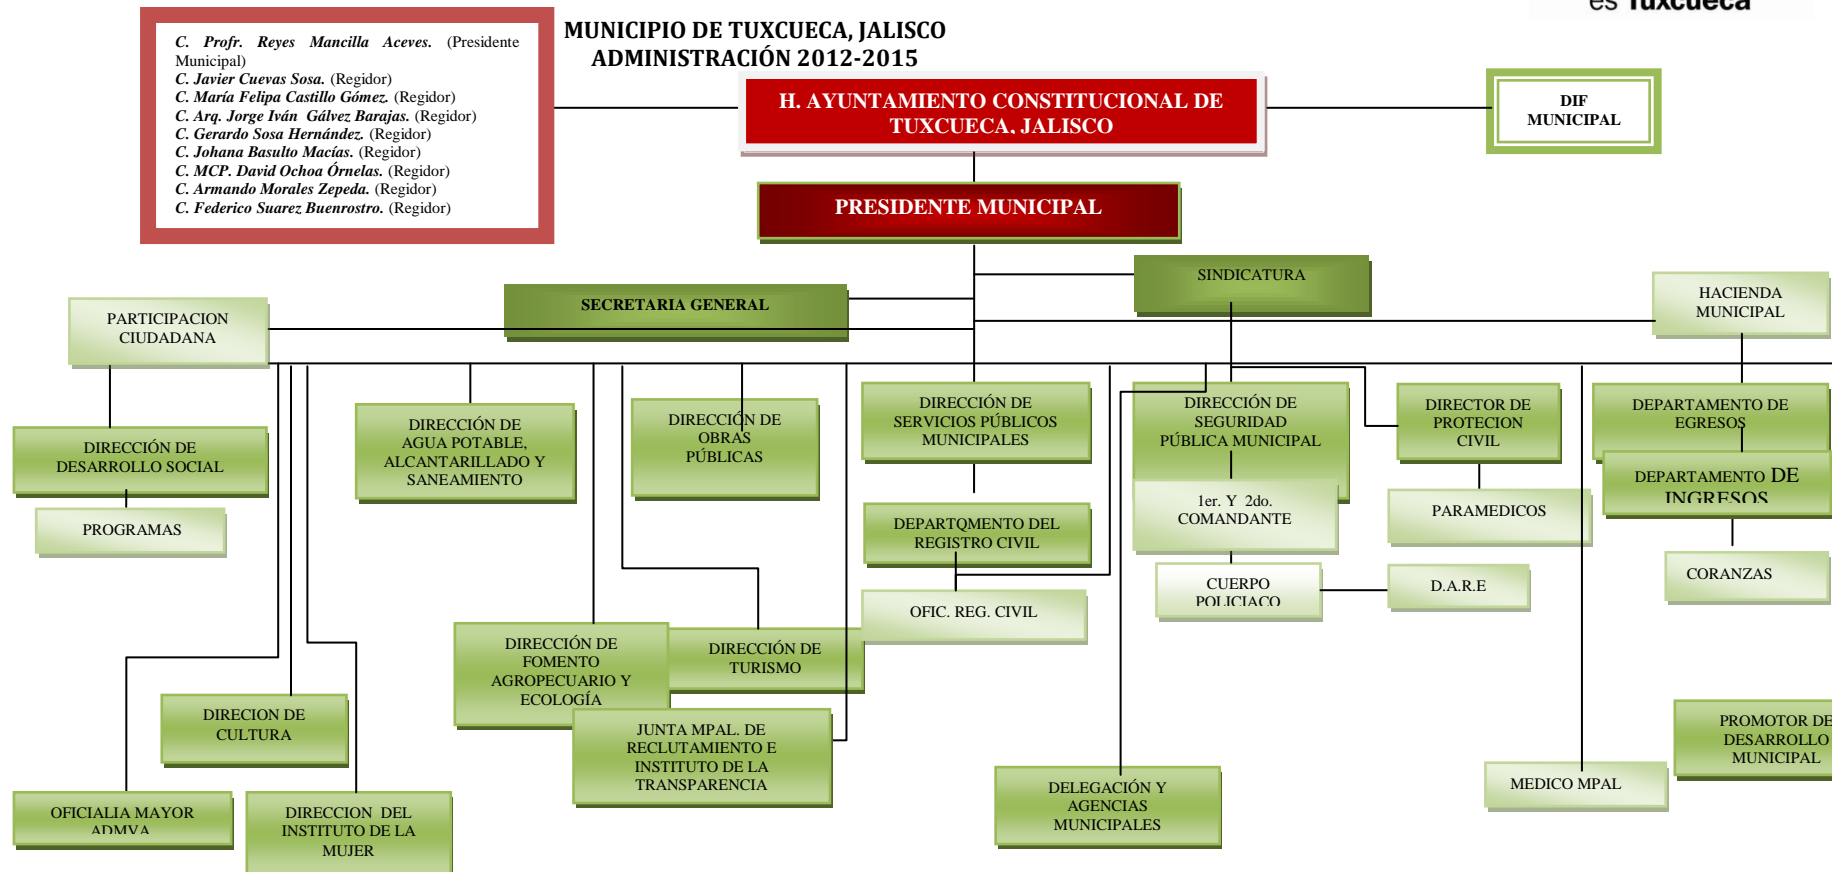 es Tuxcueca
MUNICIPIO DE TUXCUECA, JALISCO
ADMINISTRACIÓN 2012-2015
C. Profr. Reyes Mancilla Aceves. (Presidente
Municipal)
C. Javier Cuevas Sosa. (Regidor)
C. María Felipa Castillo Gómez. (Regidor)
C. Arq. Jorge Iván Gálvez Barajas. (Regidor)
C. Gerardo Sosa Hernández. (Regidor)
C. Johana Basulto Macías. (Regidor)
C. MCP. David Ochoa Órnelas. (Regidor)
C. Armando Morales Zepeda. (Regidor)
C. Federico Suarez Buenrostro. (Regidor)
H. AYUNTAMIENTO CONSTITUCIONAL DE
TUXCUECA, JALISCO
DIF
MUNICIPAL
PRESIDENTE MUNICIPAL
SINDICATURA
SECRETARIA GENERAL
HACIENDA
MUNICIPAL
PARTICIPACION
CIUDADANA
DIRECCIÓN DE
DESARROLLO SOCIAL
PROGRAMAS
DIRECCIÓN DE
AGUA POTABLE,
ALCANTARILLADO Y
SANEAMIENTO
DIRECCIÓN DE
OBRAS
PÚBLICAS
DIRECCIÓN DE
SERVICIOS PÚBLICOS
MUNICIPALES
DIRECCIÓN DE
SEGURIDAD
PÚBLICA MUNICIPAL
DIRECTOR DE
PROTECION
CIVIL
DEPARTAMENTO DE
EGRESOS
DEPARTAMENTO DE
INGRESOS
1er. Y 2do.
COMANDANTE
PARAMEDICOS
DEPARTQMENTO DEL
REGISTRO CIVIL
CORANZAS
CUERPO
POLICIACO
D.A.R.E
OFIC. REG. CIVIL
DIRECCIÓN DE
FOMENTO
AGROPECUARIO Y
ECOLOGÍA
DIRECCIÓN DE
TURISMO
DIRECION DE
CULTURA
JUNTA MPAL. DE
RECLUTAMIENTO E
INSTITUTO DE LA
TRANSPARENCIA
PROMOTOR DE
DESARROLLO
MUNICIPAL
MEDICO MPAL
DELEGACIÓN Y
AGENCIAS
MUNICIPALES
OFICIALIA MAYOR
ADMVA
DIRECCION DEL
INSTITUTO DE LA
MUJER